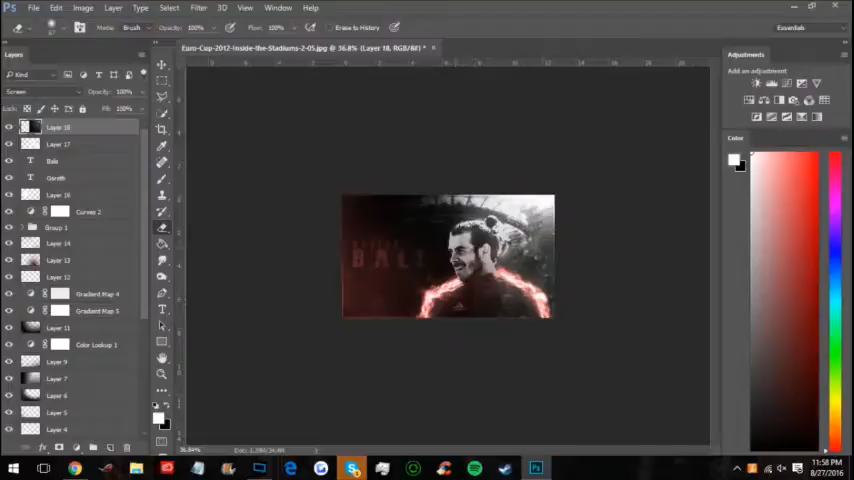 Ps File Edit Image Layer Type Select Filter 3D View Window Help
Mode: Brush Opacity: 100% Flow: 100% Erase to History Essentials
Layers
Euro-Cup-2012-Inside-the-Stadiums-2-05.jpg @ 36.8% (Layer 18, RGB/8#) *
Adjustments
Kind
Add an adjustment
Screen Opacity: 100%
Lock: Fill: 100%
Layer 18
Layer 17
Color
Bale
Gareth
Layer 16
Curves 2
Group 1
Layer 14
BALE
Layer 13
Layer 12
Gradient Map 4
Gradient Map 3
Layer 11
Color Lookup 1
Layer 9
Layer 7
Layer 6
Layer 5
Layer 4
fx
36.84%
11:58 PM
8/27/2016